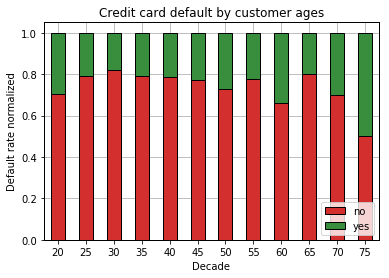 Credit card default by customer ages
Default rate normalized
1.0
0.8
0.6
0.4
0.2
0.0
20 25 30 35 40 45 50 55 60 65 70 75
Decade
no
yes